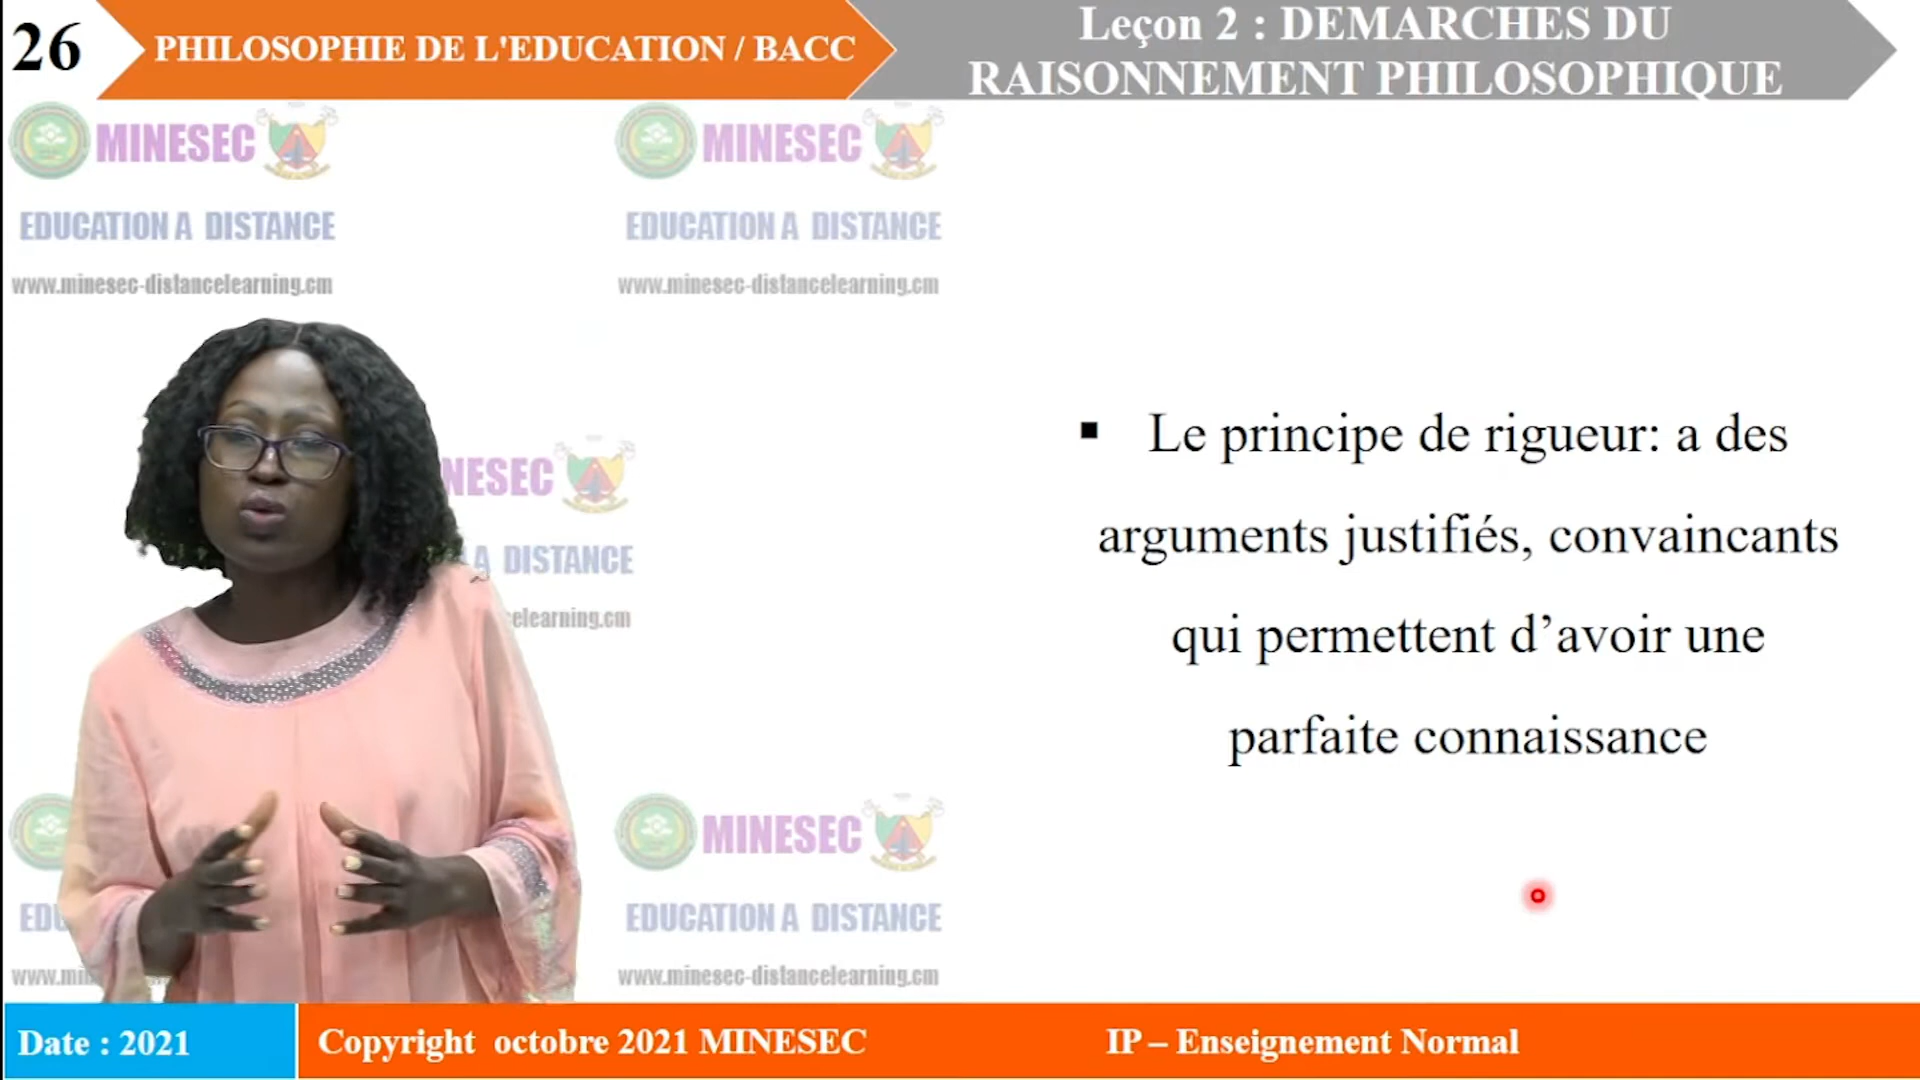 26
PHILOSOPHIE DE L'EDUCATION / BACC
Leçon 2 : DEMARCHES DU
RAISONNEMENT PHILOSOPHIQUE
MINESEC
EDUCATION A DISTANCE
www.minesec-distancelearning.cm
MINESEC
EDUCATION A DISTANCE
www.minesec-distancelearning.cm
▪ Le principe de rigueur: a des
arguments justifiés, convaincants
qui permettent d’avoir une
parfaite connaissance
NESEC
A DISTANCE
elearning.cm
EDU
www.min
MINESEC
EDUCATION A DISTANCE
www.minesec-distancelearning.cm
Date : 2021
Copyright octobre 2021 MINESEC
IP – Enseignement Normal